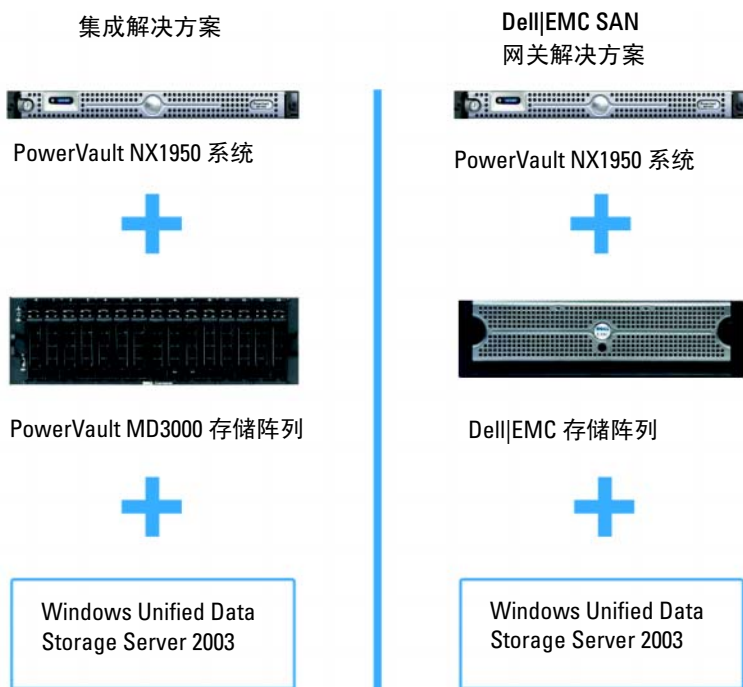 集成解决方案
PowerVault NX1950 系统
PowerVault MD3000 存储阵列
Windows Unified Data
Storage Server 2003
Dell|EMC SAN
网关解决方案
PowerVault NX1950 系统
Dell|EMC 存储阵列
Windows Unified Data
Storage Server 2003